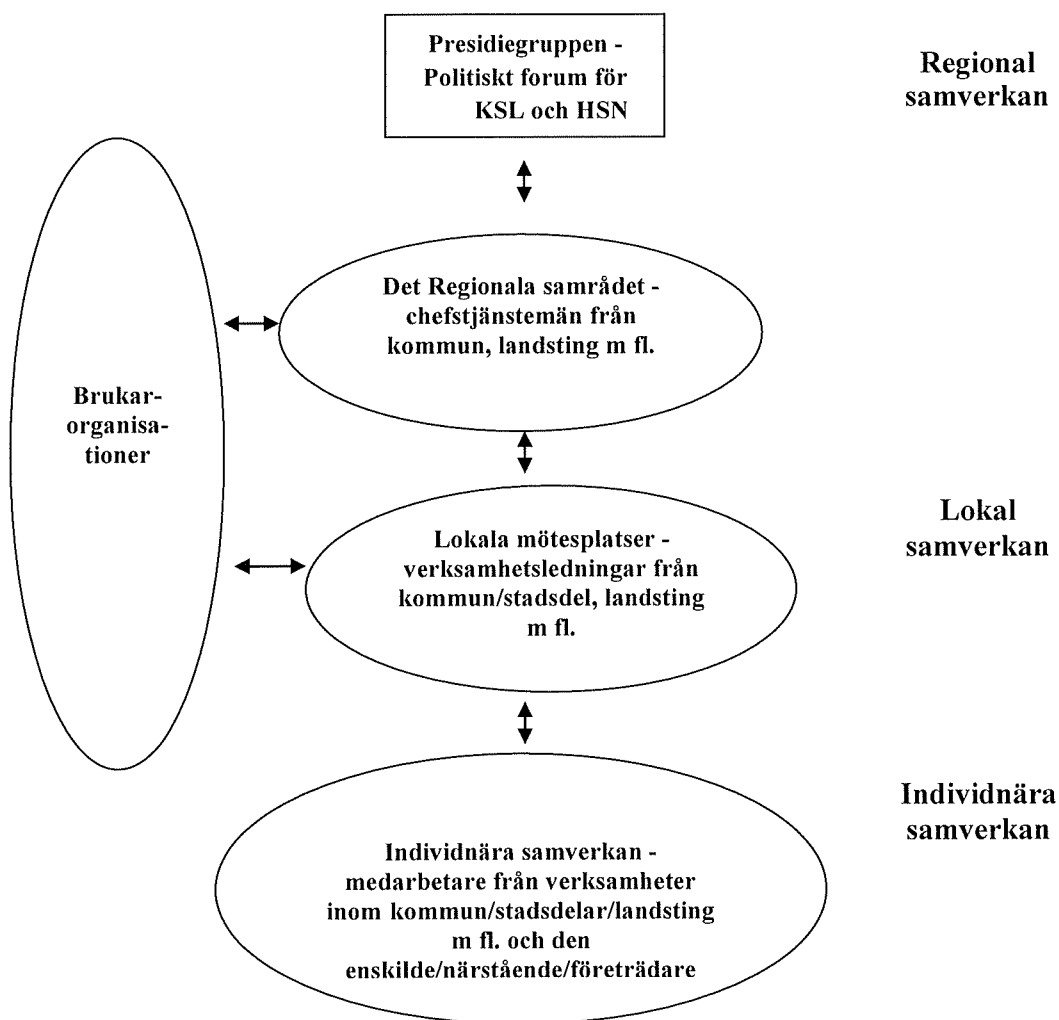 Presidiegruppen -
Politiskt forum för
KSL och HSN
Regional
samverkan
Det Regionala samrådet -
chefstjänstemän från
kommun, landsting m fl.
Brukar-
organisa-
tioner
Lokala mötesplatser -
verksamhetsledningar från
kommun/stadsdel, landsting
m fl.
Lokal
samverkan
Individnära samverkan -
medarbetare från verksamheter
inom kommun/stadsdelar/landsting
m fl. och den
enskilde/närstående/företrädare
Individnära
samverkan